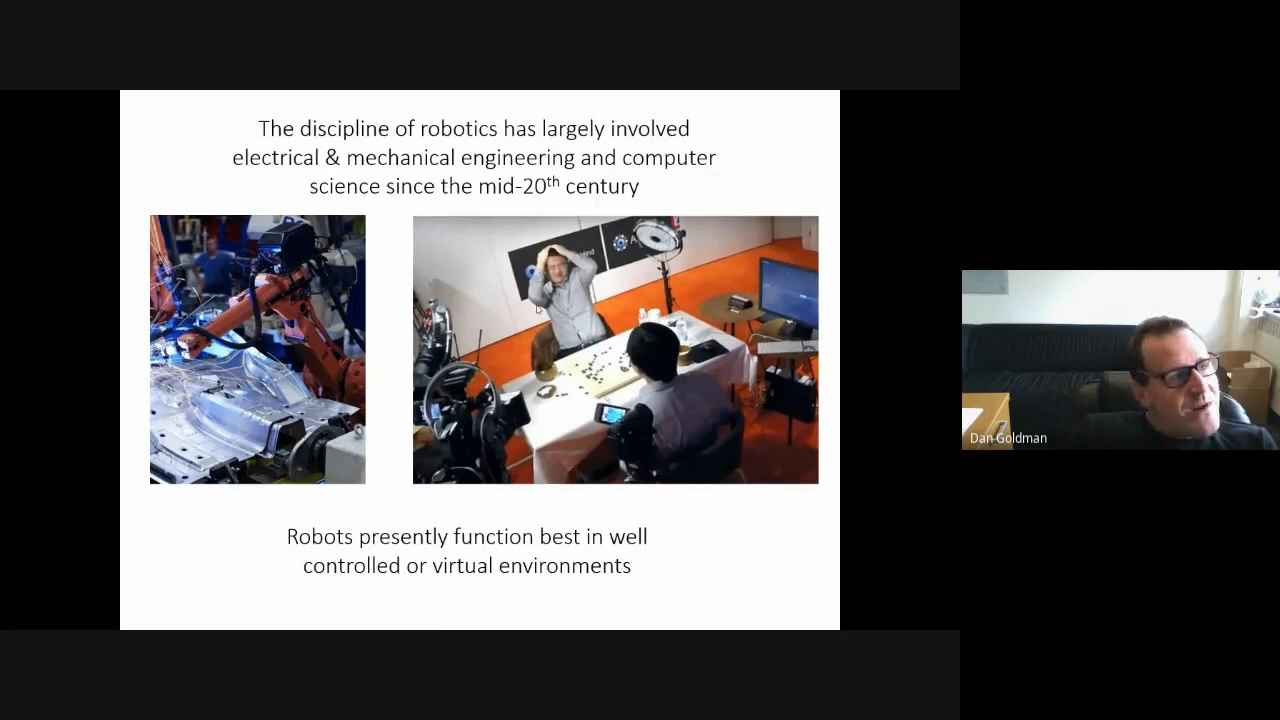 The discipline of robotics has largely involved
electrical & mechanical engineering and computer
science since the mid-20th century
Robots presently function best in well
controlled or virtual environments
Dan Goldman